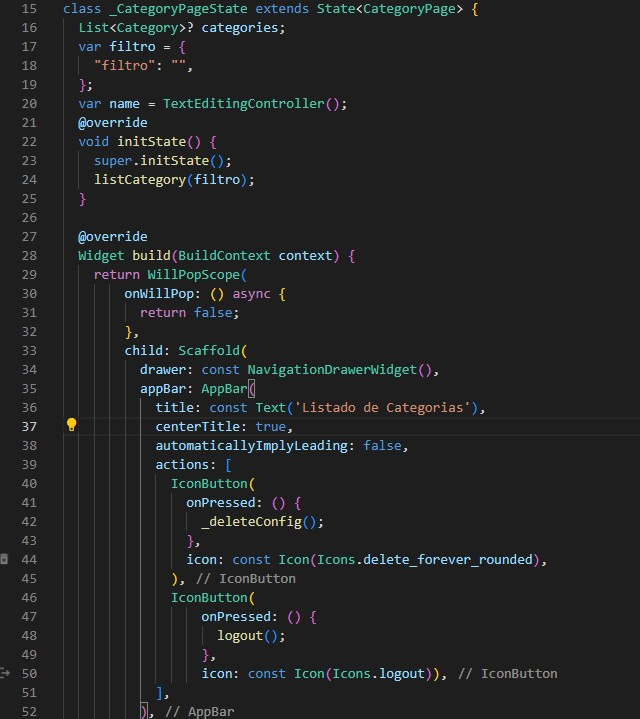 15 class _CategoryPageState extends State<CategoryPage> {
16 List<Category>? categories;
17 var filtro = {
18 "filtro": "",
19 };
20 var name = TextEditingController();
21 @override
22 void initState() {
23 super.initState();
24 listCategory(filtro);
25 }
26
27 @override
28 Widget build(BuildContext context) {
29 return WillPopScope(
30 onWillPop: () async {
31 return false;
32 },
33 child: Scaffold(
34 drawer: const NavigationDrawerWidget(),
35 appBar: AppBar(
36 title: const Text('Listado de Categorias'),
37 centerTitle: true,
38 automaticallyImplyLeading: false,
39 actions: [
40 IconButton(
41 onPressed: () {
42 _deleteConfig();
43 },
44 icon: const Icon(Icons.delete_forever_rounded),
45 ), // IconButton
46 IconButton(
47 onPressed: () {
48 logout();
49 },
50 icon: const Icon(Icons.logout)), // IconButton
51 ],
52 ), // AppBar